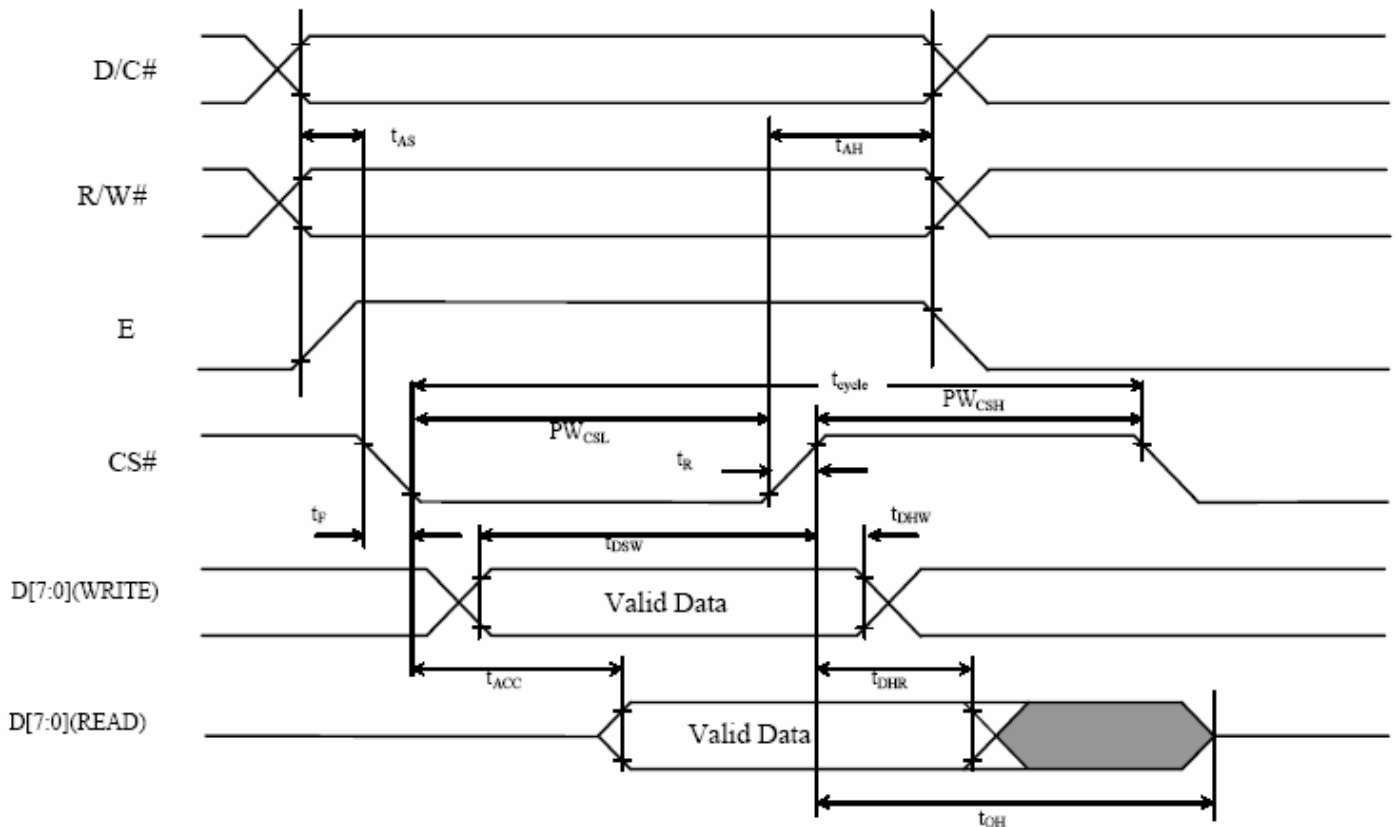 D/C#
tAS
tAH
R/W#
E
tcycle
PWCSH
PWCSL
CS#
tR
tF
tDSW
tDHW
D[7:0](WRITE)
Valid Data
tACC
tDHR
D[7:0](READ)
Valid Data
tOH